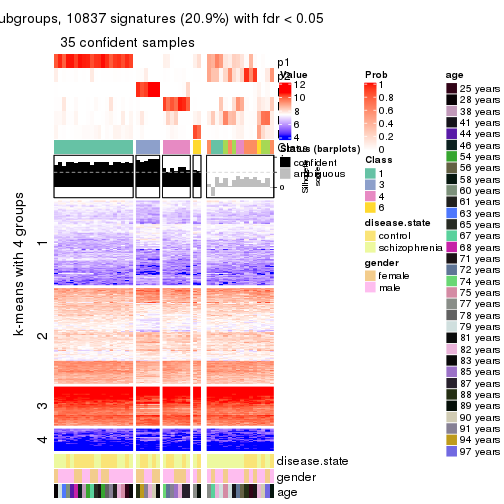 ubgroups, 10837 signatures (20.9%) with fdr < 0.05
35 confident samples
p1
p2
Value
12
10
8
6
4
Prob
1
0.8
0.6
0.4
0.2
0
age
25 years
28 years
38 years
41 years
44 years
46 years
54 years
56 years
58 years
60 years
61 years
63 years
65 years
67 years
68 years
71 years
72 years
74 years
75 years
77 years
78 years
79 years
81 years
82 years
83 years
85 years
87 years
88 years
89 years
90 years
91 years
94 years
97 years
Status (barplots)
confident
ambiguous
Silhouette
score
0
Class
1
3
4
6
disease.state
control
schizophrenia
gender
female
male
k-means with 4 groups
1
2
3
4
disease.state
gender
age